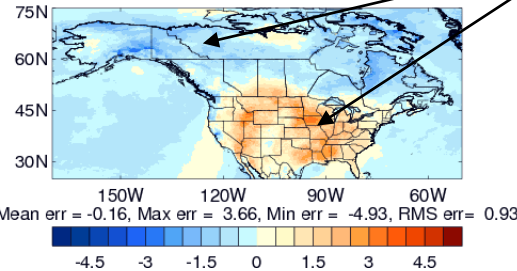 75N
60N
45N
30N
150W 120W 90W 60W
Mean err = -0.16, Max err = 3.66, Min err = -4.93, RMS err= 0.93
-4.5 -3 -1.5 0 1.5 3 4.5